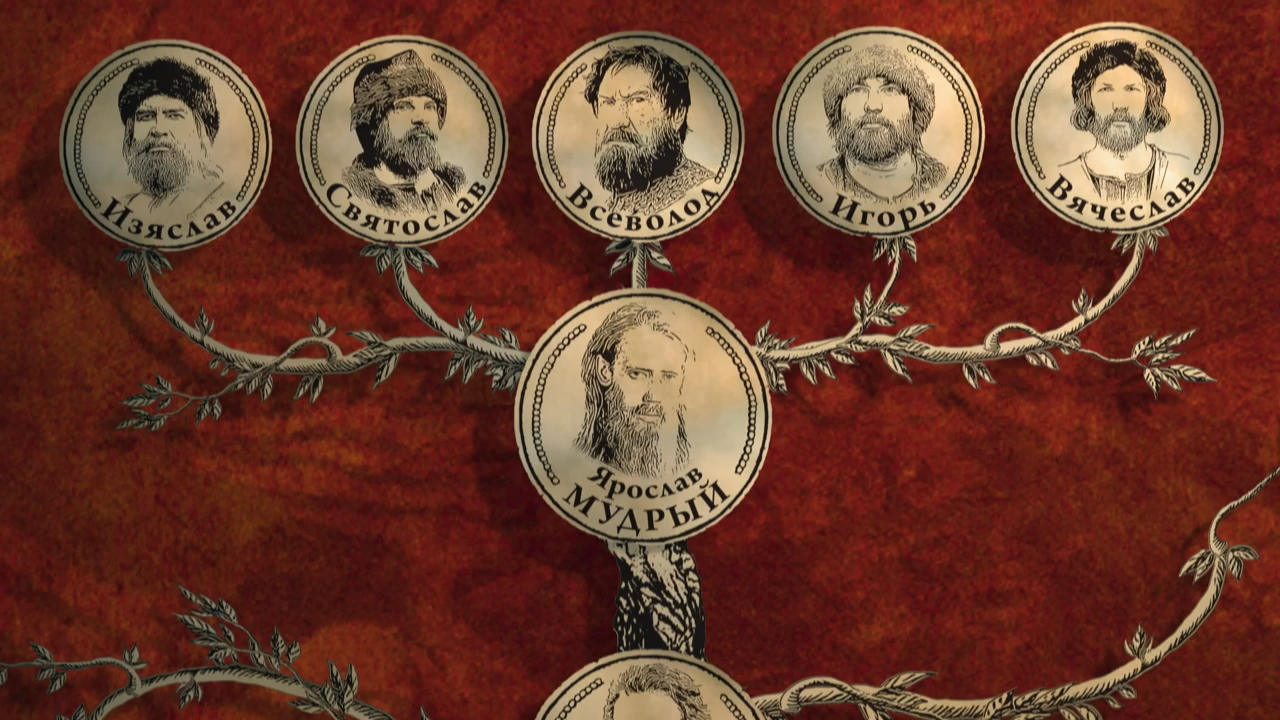 Изяслав
Святослав
Всеволод
Игорь
Вячеслав
Ярослав
МУДРЫЙ